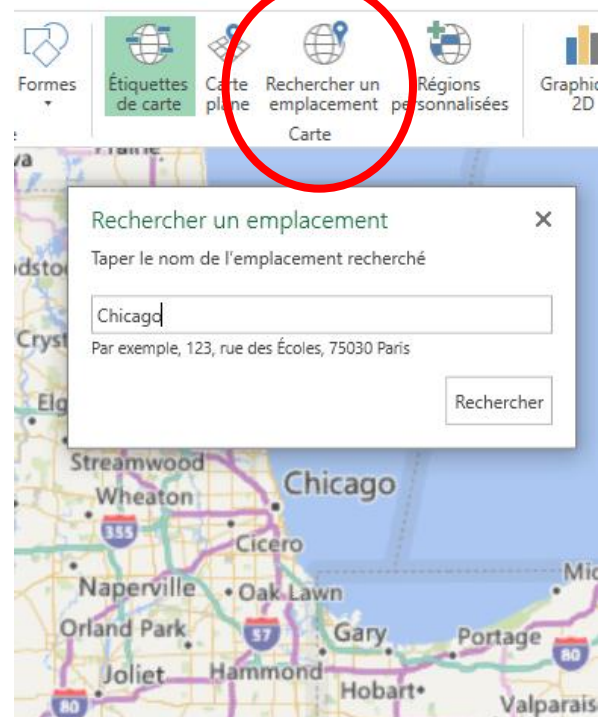 Formes
Étiquettes de carte
Carte plane
Rechercher un emplacement
Régions personnalisées
2D
Carte
Prairie
Rechercher un emplacement
Taper le nom de l'emplacement recherché
Chicago
Par exemple, 123, rue des Écoles, 75030 Paris
Rechercher
Streamwood
Chicago
Wheaton
355
Cicero
Naperville
Oak Lawn
Orland Park
57
Gary
Portage
80
Joliet
Hammond
Hobart
80